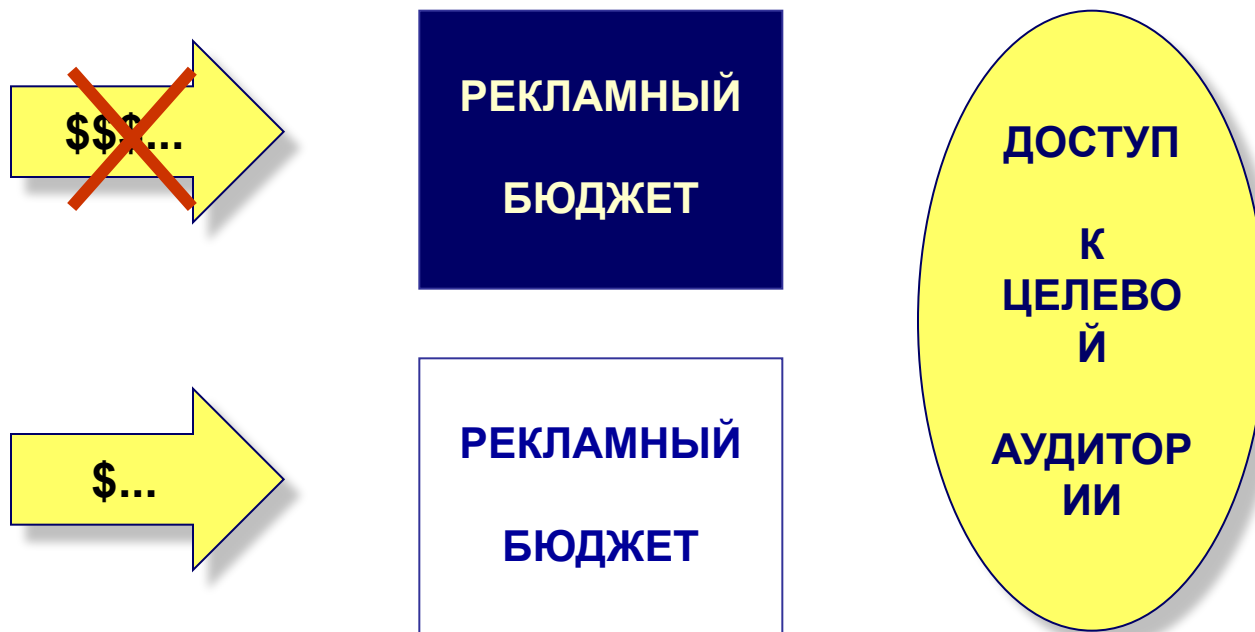 $$$...
РЕКЛАМНЫЙ
БЮДЖЕТ
$...
РЕКЛАМНЫЙ
БЮДЖЕТ
ДОСТУП
К
ЦЕЛЕВО
Й
АУДИТОР
ИИ